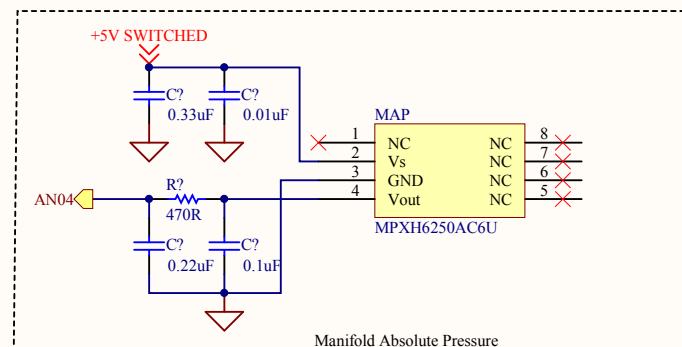 +5V SWITCHED
C?
0.33uF
C?
0.01uF
MAP
1 NC NC 8
2 Vs NC 7
3 GND NC 6
4 Vout NC 5
MPXH6250AC6U
AN04
R?
470R
C?
0.22uF
C?
0.1uF
Manifold Absolute Pressure